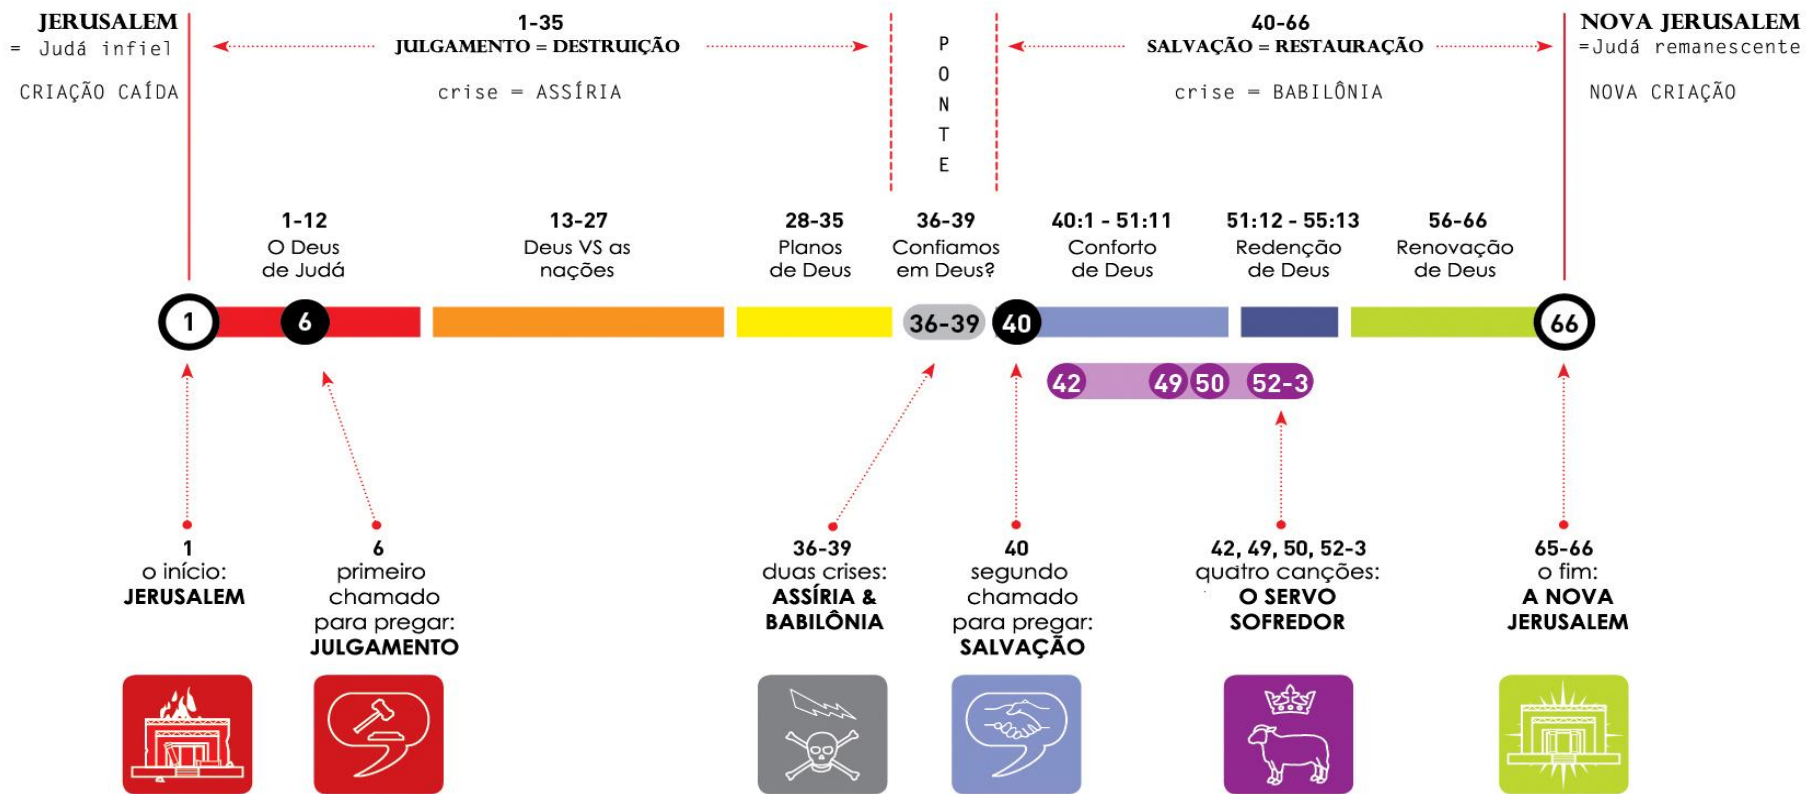 JERUSALEM
= Judá infiel
CRIAÇÃO CAÍDA
1-35
JULGAMENTO = DESTRUIÇÃO
crise = ASSÍRIA
PONTE
40-66
SALVAÇÃO = RESTAURAÇÃO
crise = BABILÔNIA
NOVA JERUSALEM
=Judá remanescente
NOVA CRIAÇÃO
1-12
O Deus
de Judá
13-27
Deus VS as
nações
28-35
Planos
de Deus
36-39
Confiamos
em Deus?
40:1 - 51:11
Conforto
de Deus
51:12 - 55:13
Redenção
de Deus
56-66
Renovação
de Deus
1
6
36-39
40
66
42
49
50
52-3
1
o início:
JERUSALEM
6
primeiro
chamado
para pregar:
JULGAMENTO
36-39
duas crises:
ASSÍRIA &
BABILÔNIA
40
segundo
chamado
para pregar:
SALVAÇÃO
42, 49, 50, 52-3
quatro canções:
O SERVO
SOFREDOR
65-66
o fim:
A NOVA
JERUSALEM